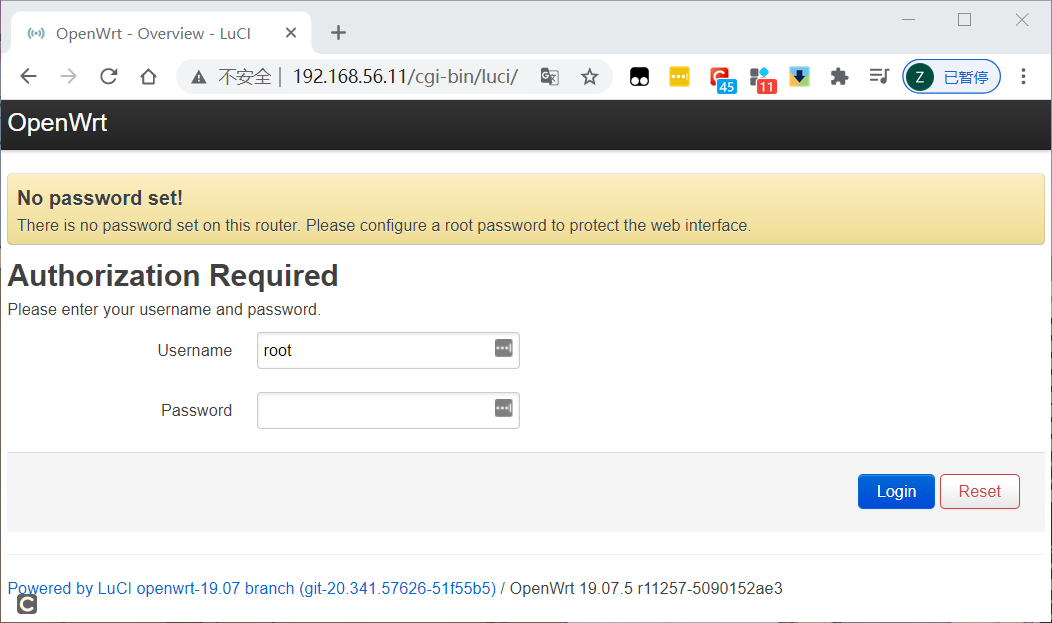 OpenWrt - Overview - LuCI
不安全 192.168.56.11/cgi-bin/luci/
45
11
Z
已暂停
OpenWrt
No password set!
There is no password set on this router. Please configure a root password to protect the web interface.
Authorization Required
Please enter your username and password.
Username root
Password
Login Reset
Powered by LuCI openwrt-19.07 branch (git-20.341.57626-51f55b5) / OpenWrt 19.07.5 r11257-5090152ae3
C